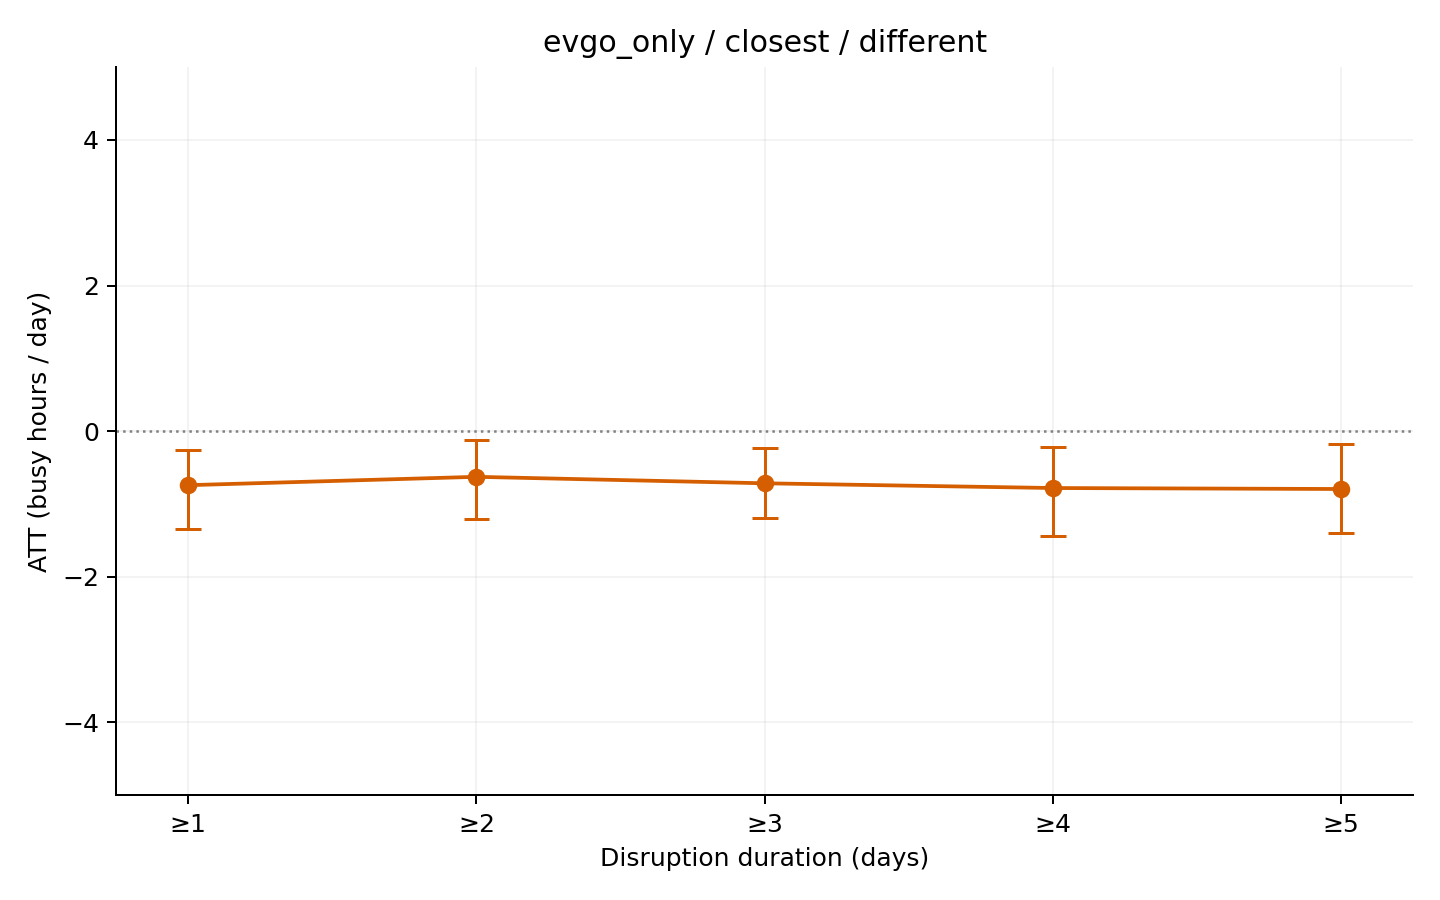 evgo_only / closest / different
ATT (busy hours / day)
4
2
0
−2
−4
≥1 ≥2 ≥3 ≥4 ≥5
Disruption duration (days)